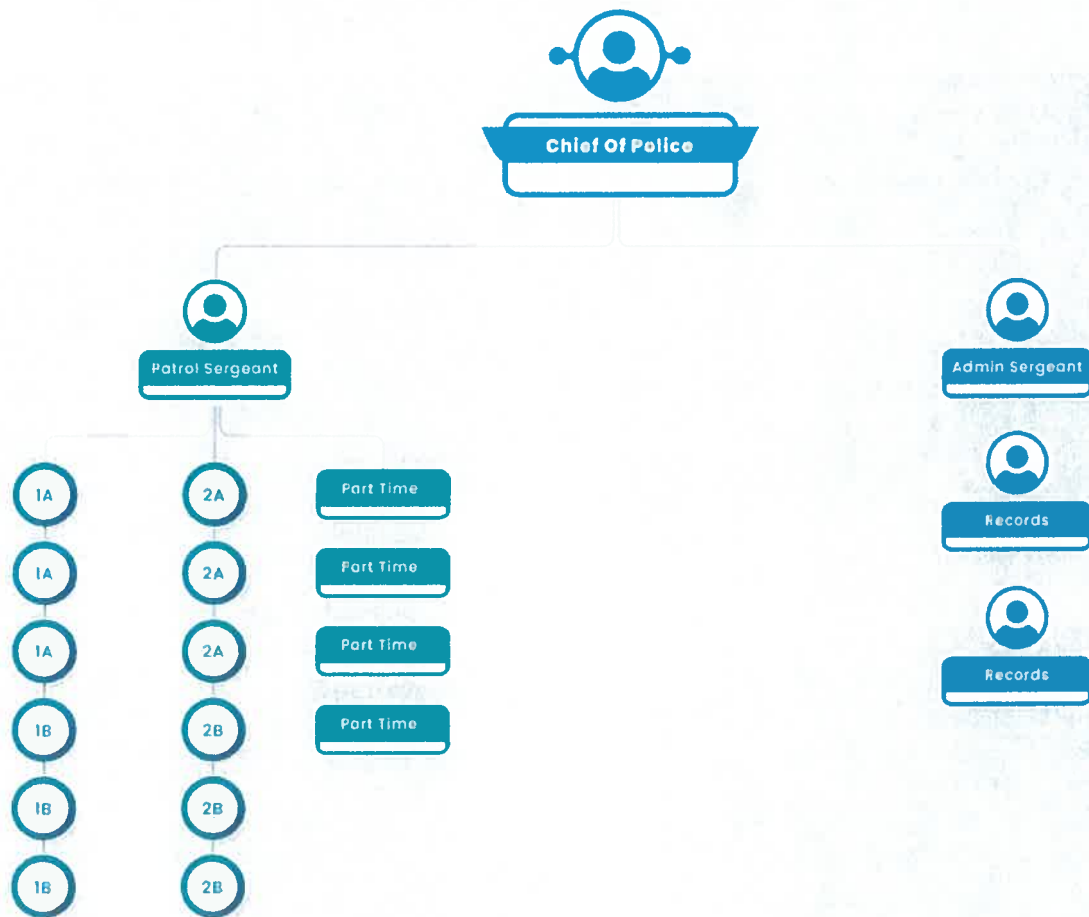 Chief Of Police
Patrol Sergeant
Admin Sergeant
1A
2A
Part Time
Records
1A
2A
Part Time
1A
2A
Part Time
Records
1B
2B
Part Time
1B
2B
1B
2B